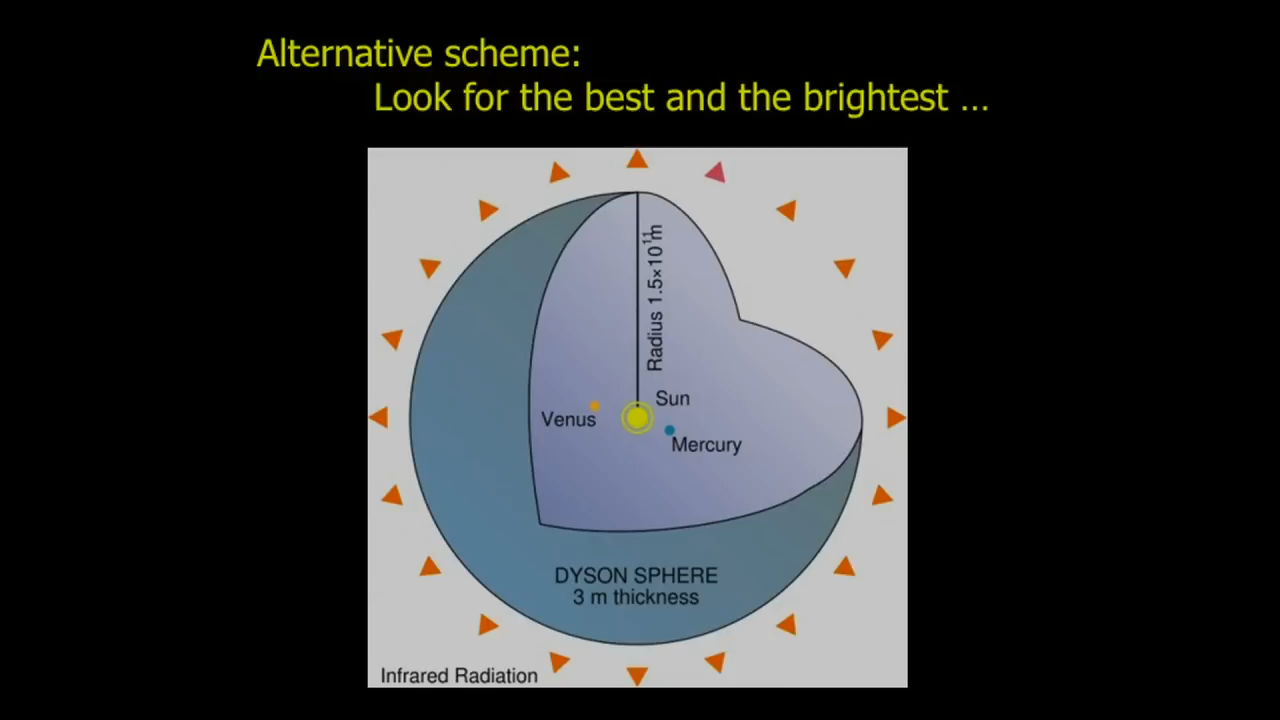 Alternative scheme:
Look for the best and the brightest ...
Radius 1.5×10¹¹m
Sun
Venus
Mercury
DYSON SPHERE
3 m thickness
Infrared Radiation